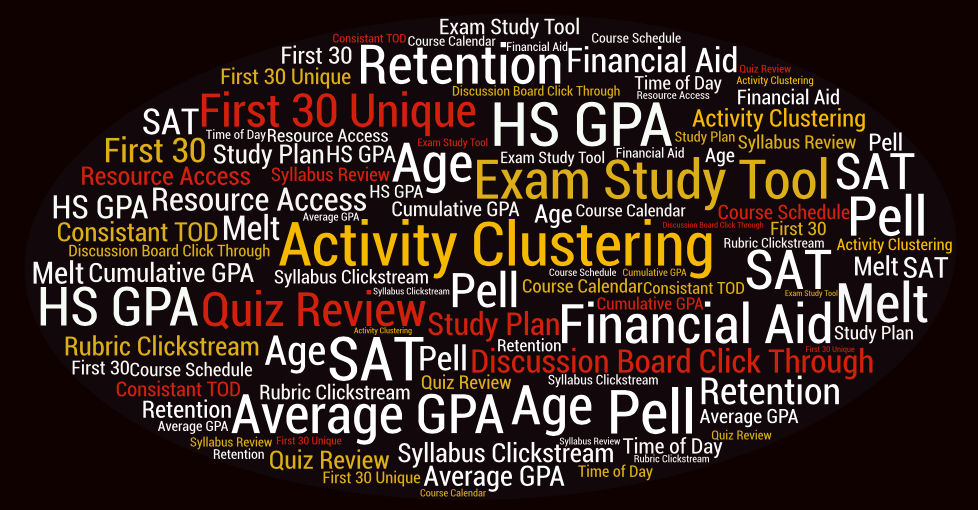 Exam Study Tool
Consistant TOD
Course Calendar
Financial Aid
Course Schedule
First 30
Retention
Financial Aid
Quiz Review
First 30 Unique
Discussion Board Click Through
Time of Day
Activity Clustering
Resource Access
Financial Aid
SAT
First 30 Unique
HS GPA
Activity Clustering
Time of Day
Resource Access
Exam Study Tool
Study Plan
Syllabus Review
Pell
First 30
Study Plan
HS GPA
Age
Exam Study Tool
Financial Aid
Age
SAT
Resource Access
Syllabus Review
Exam Study Tool
HS GPA
HS GPA
Resource Access
Average GPA
Cumulative GPA
Age
Course Calendar
Course Schedule
Pell
Consistant TOD
Melt
Discussion Board Click Through
First 30
Discussion Board Click Through
Activity Clustering
Rubric Clickstream
Activity Clustering
Melt
Cumulative GPA
Syllabus Clickstream
Course Schedule
Cumulative GPA
SAT
Melt
SAT
Syllabus Clickstream
Pell
Course Calendar
Consistant TOD
Exam Study Tool
Melt
HS GPA
Quiz Review
Cumulative GPA
Activity Clustering
Study Plan
Financial Aid
Study Plan
Rubric Clickstream
Age
SAT
Retention
First 30 Unique
First 30
Course Schedule
Pell
Discussion Board Click Through
Consistant TOD
Rubric Clickstream
Quiz Review
Syllabus Clickstream
Retention
Retention
Average GPA
Average GPA
Age
Pell
Average GPA
Syllabus Review
First 30 Unique
Syllabus Review
Quiz Review
Retention
Quiz Review
Syllabus Clickstream
Time of Day
Rubric Clickstream
First 30 Unique
Average GPA
Time of Day
Course Calendar